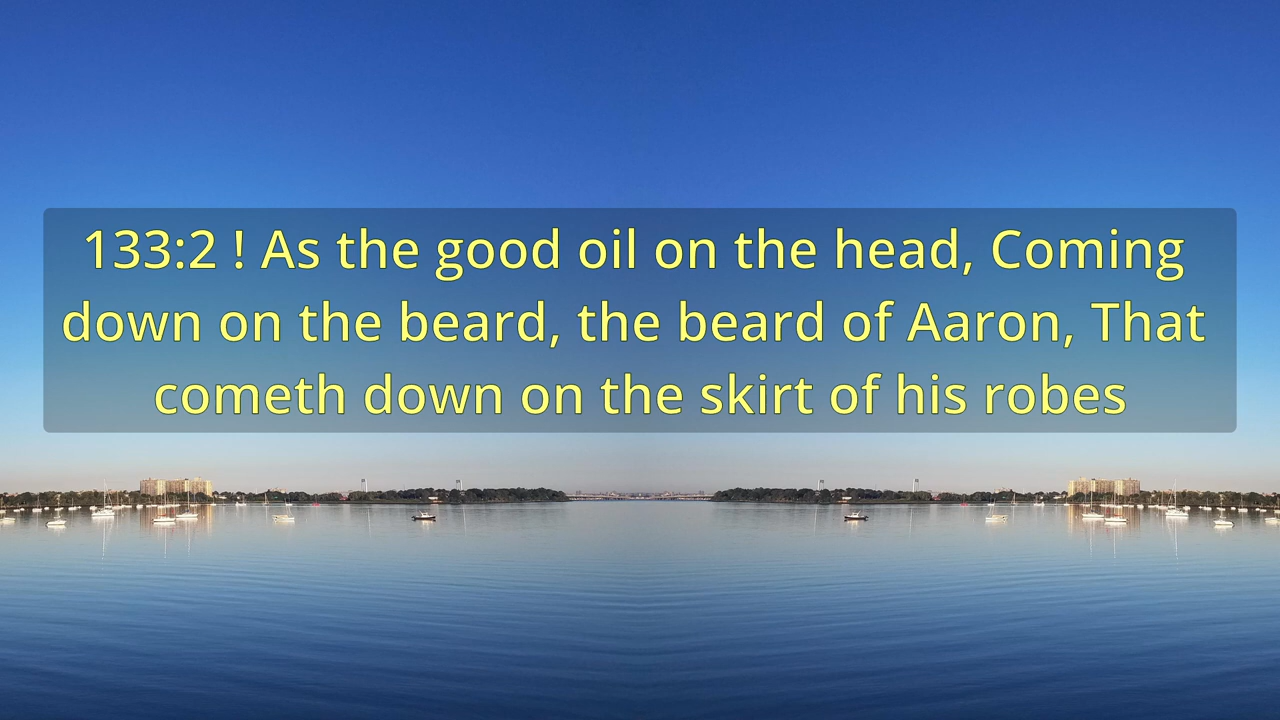 133:2 ! As the good oil on the head, Coming
down on the beard, the beard of Aaron, That
cometh down on the skirt of his robes